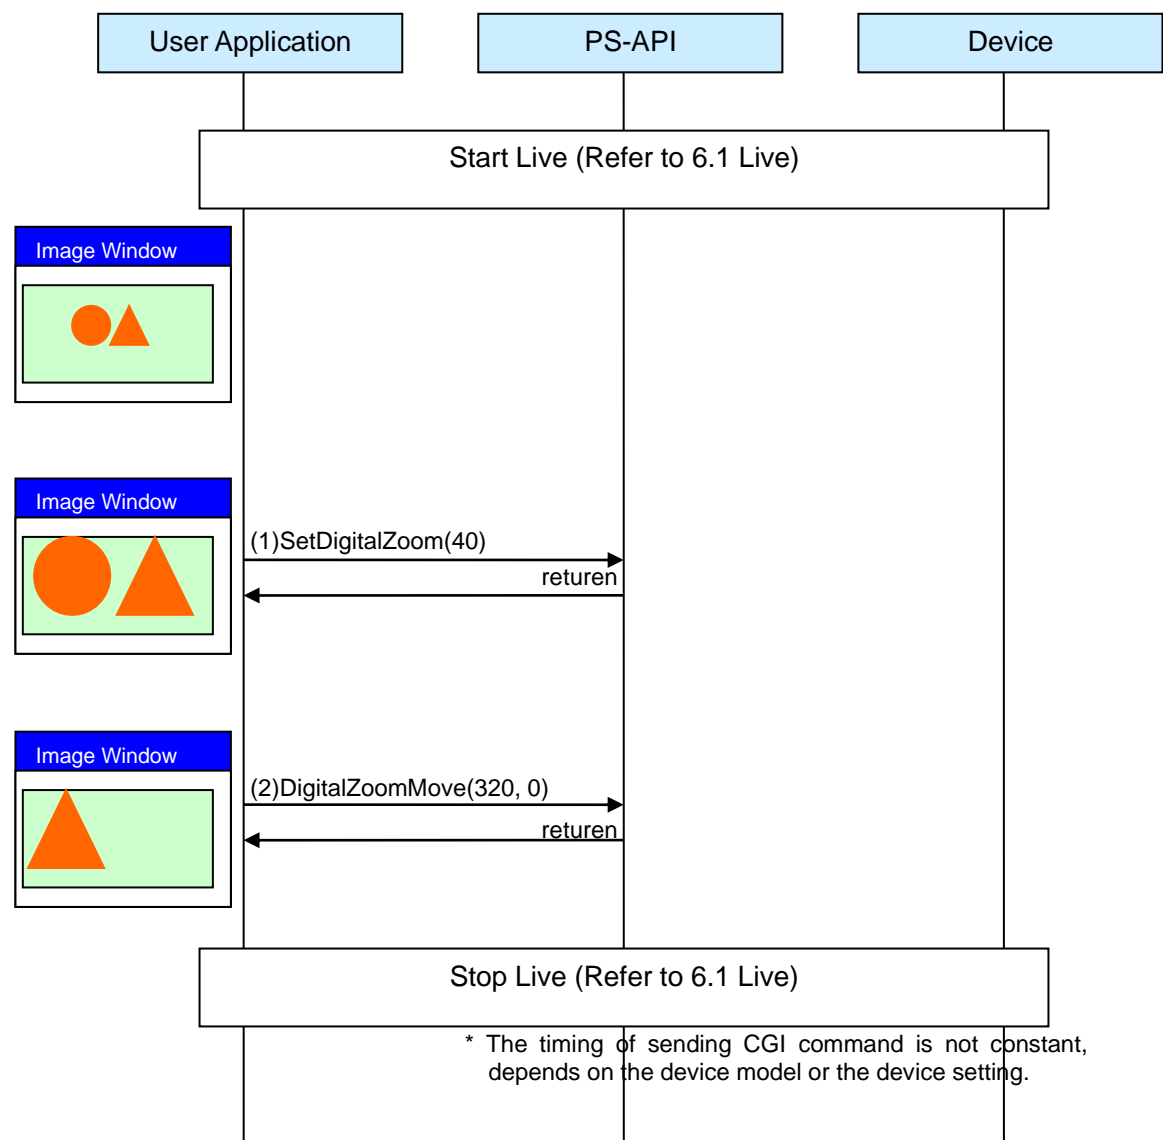 User Application
PS-API
Device
Start Live (Refer to 6.1 Live)
Image Window
Image Window
(1)SetDigitalZoom(40)
returen
Image Window
(2)DigitalZoomMove(320, 0)
returen
Stop Live (Refer to 6.1 Live)
* The timing of sending CGI command is not constant,
depends on the device model or the device setting.